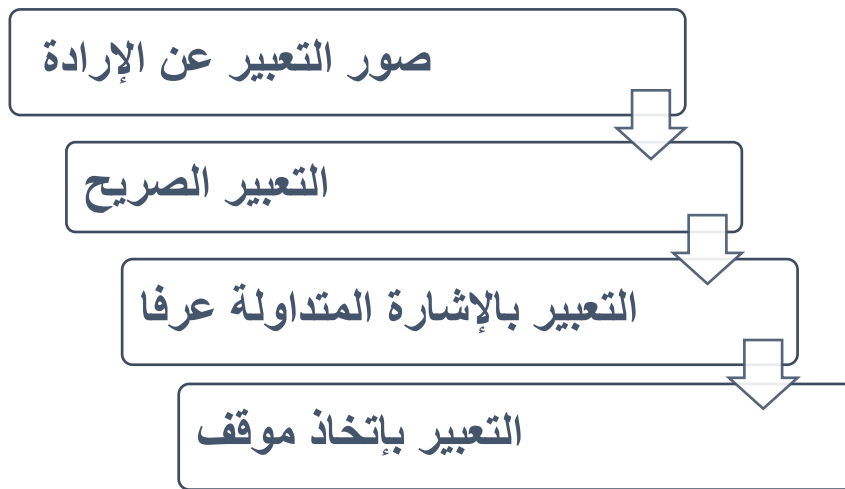 صور التعبير عن الإرادة
التعبير الصريح
التعبير بالإشارة المتداولة عرفا
التعبير بإتخاذ موقف